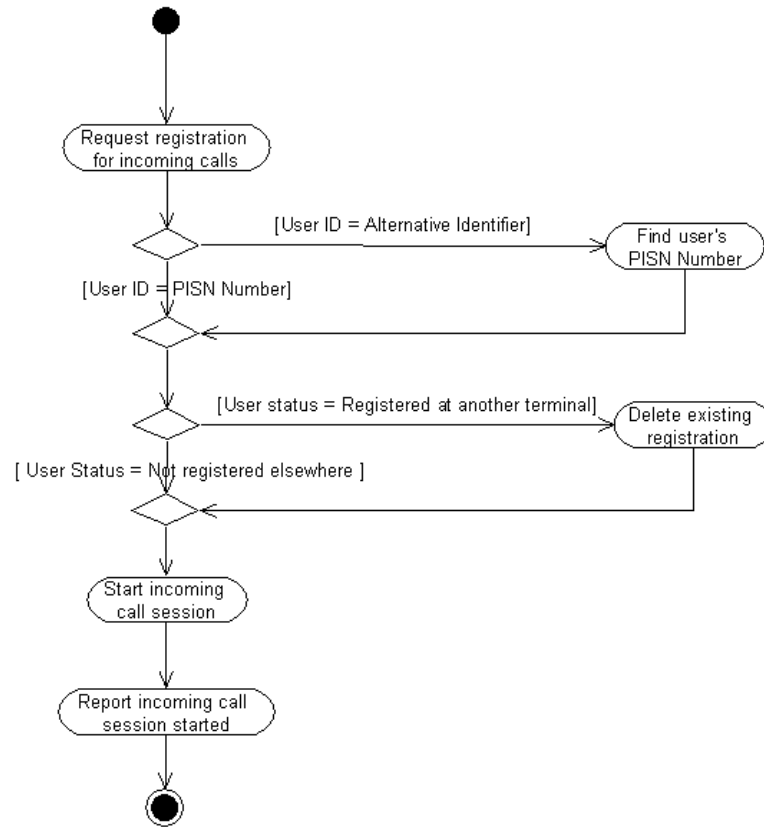 Request registration
for incoming calls
[User ID = Alternative Identifier]
Find user's
PISN Number
[User ID = PISN Number]
[User status = Registered at another terminal]
Delete existing
registration
[ User Status = Not registered elsewhere ]
Start incoming
call session
Report incoming call
session started